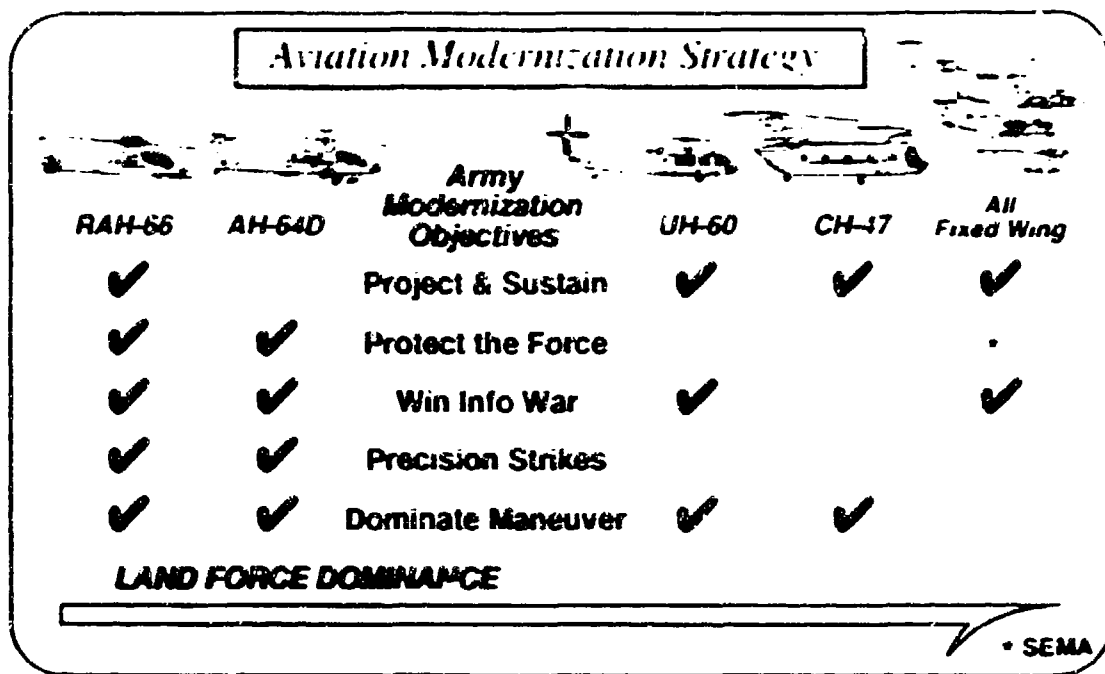 Aviation Modernization Strategy
Army
Modernization
Objectives
RAH-66 AH-64D UH-60 CH-47 All
Fixed Wing
✔ Project & Sustain ✔ ✔ ✔
✔ ✔ Protect the Force *
✔ ✔ Win Info War ✔ ✔
✔ ✔ Precision Strikes
✔ ✔ Dominate Maneuver ✔ ✔
LAND FORCE DOMINANCE
* SEMA